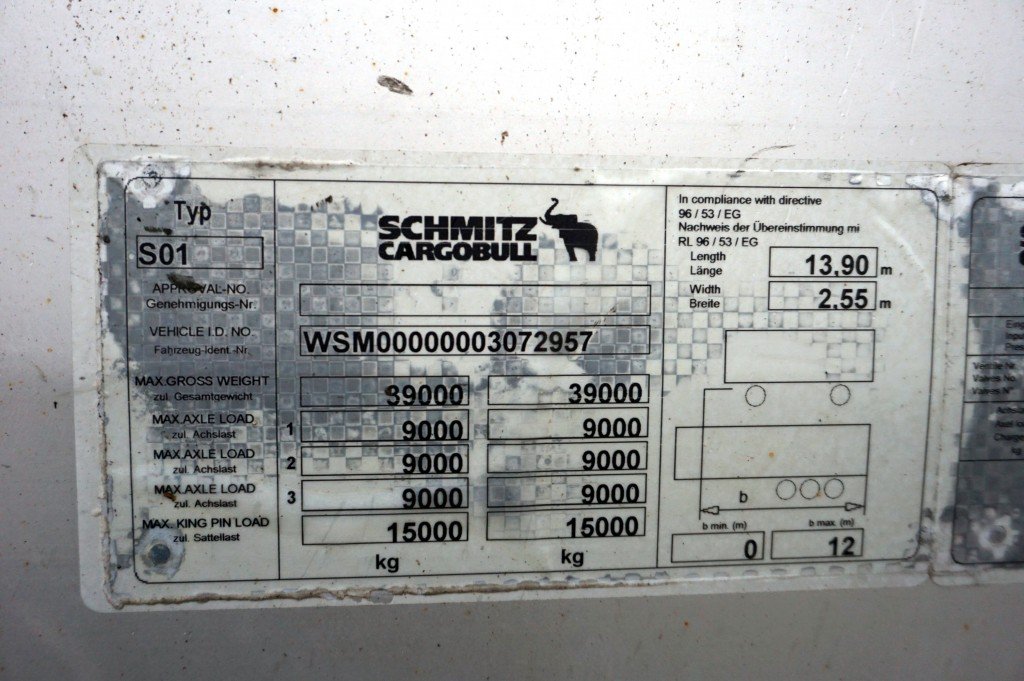 Typ
S01
SCHMITZ
CARGOBULL
APPROVAL-NO.
Genehmigungs-Nr.
VEHICLE I.D. NO.
Fahrzeug-Ident.-Nr.
WSM00000003072957
MAX.GROSS WEIGHT
zul. Gesamtgewicht
39000 39000
MAX.AXLE LOAD
zul. Achslast
1 9000 9000
MAX.AXLE LOAD
zul. Achslast
2 9000 9000
MAX.AXLE LOAD
zul. Achslast
3 9000 9000
MAX. KING PIN LOAD
zul. Sattellast
15000 15000
kg kg
In compliance with directive
96 / 53 / EG
Nachweis der Übereinstimmung mi
RL 96 / 53 / EG
Length
Länge
13,90 m
Width
Breite
2,55 m
b
b min. (m) b max. (m)
0 12